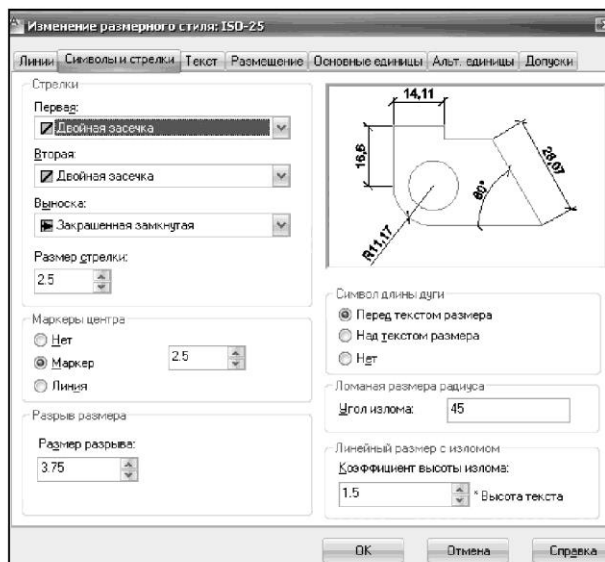 Изменение размерного стиля: ISO-25
Линии Символы и стрелки Текст Размещение Основные единицы Альт. единицы Допуски
Стрелки
Первая:
Двойная засечка
Вторая:
Двойная засечка
Выноска:
Закрашенная замкнутая
Размер стрелки:
2.5
Маркеры центра
Нет
Маркер
2.5
Линия
Разрыв размера
Размер разрыва:
3.75
14,11
16,6
28,07
60°
R11,17
Символ длины дуги
Перед текстом размера
Над текстом размера
Нет
Ломаная размера радиуса
Угол излома: 45
Линейный размер с изломом
Коэффициент высоты излома:
1.5 * Высота текста
OK Отмена Справка